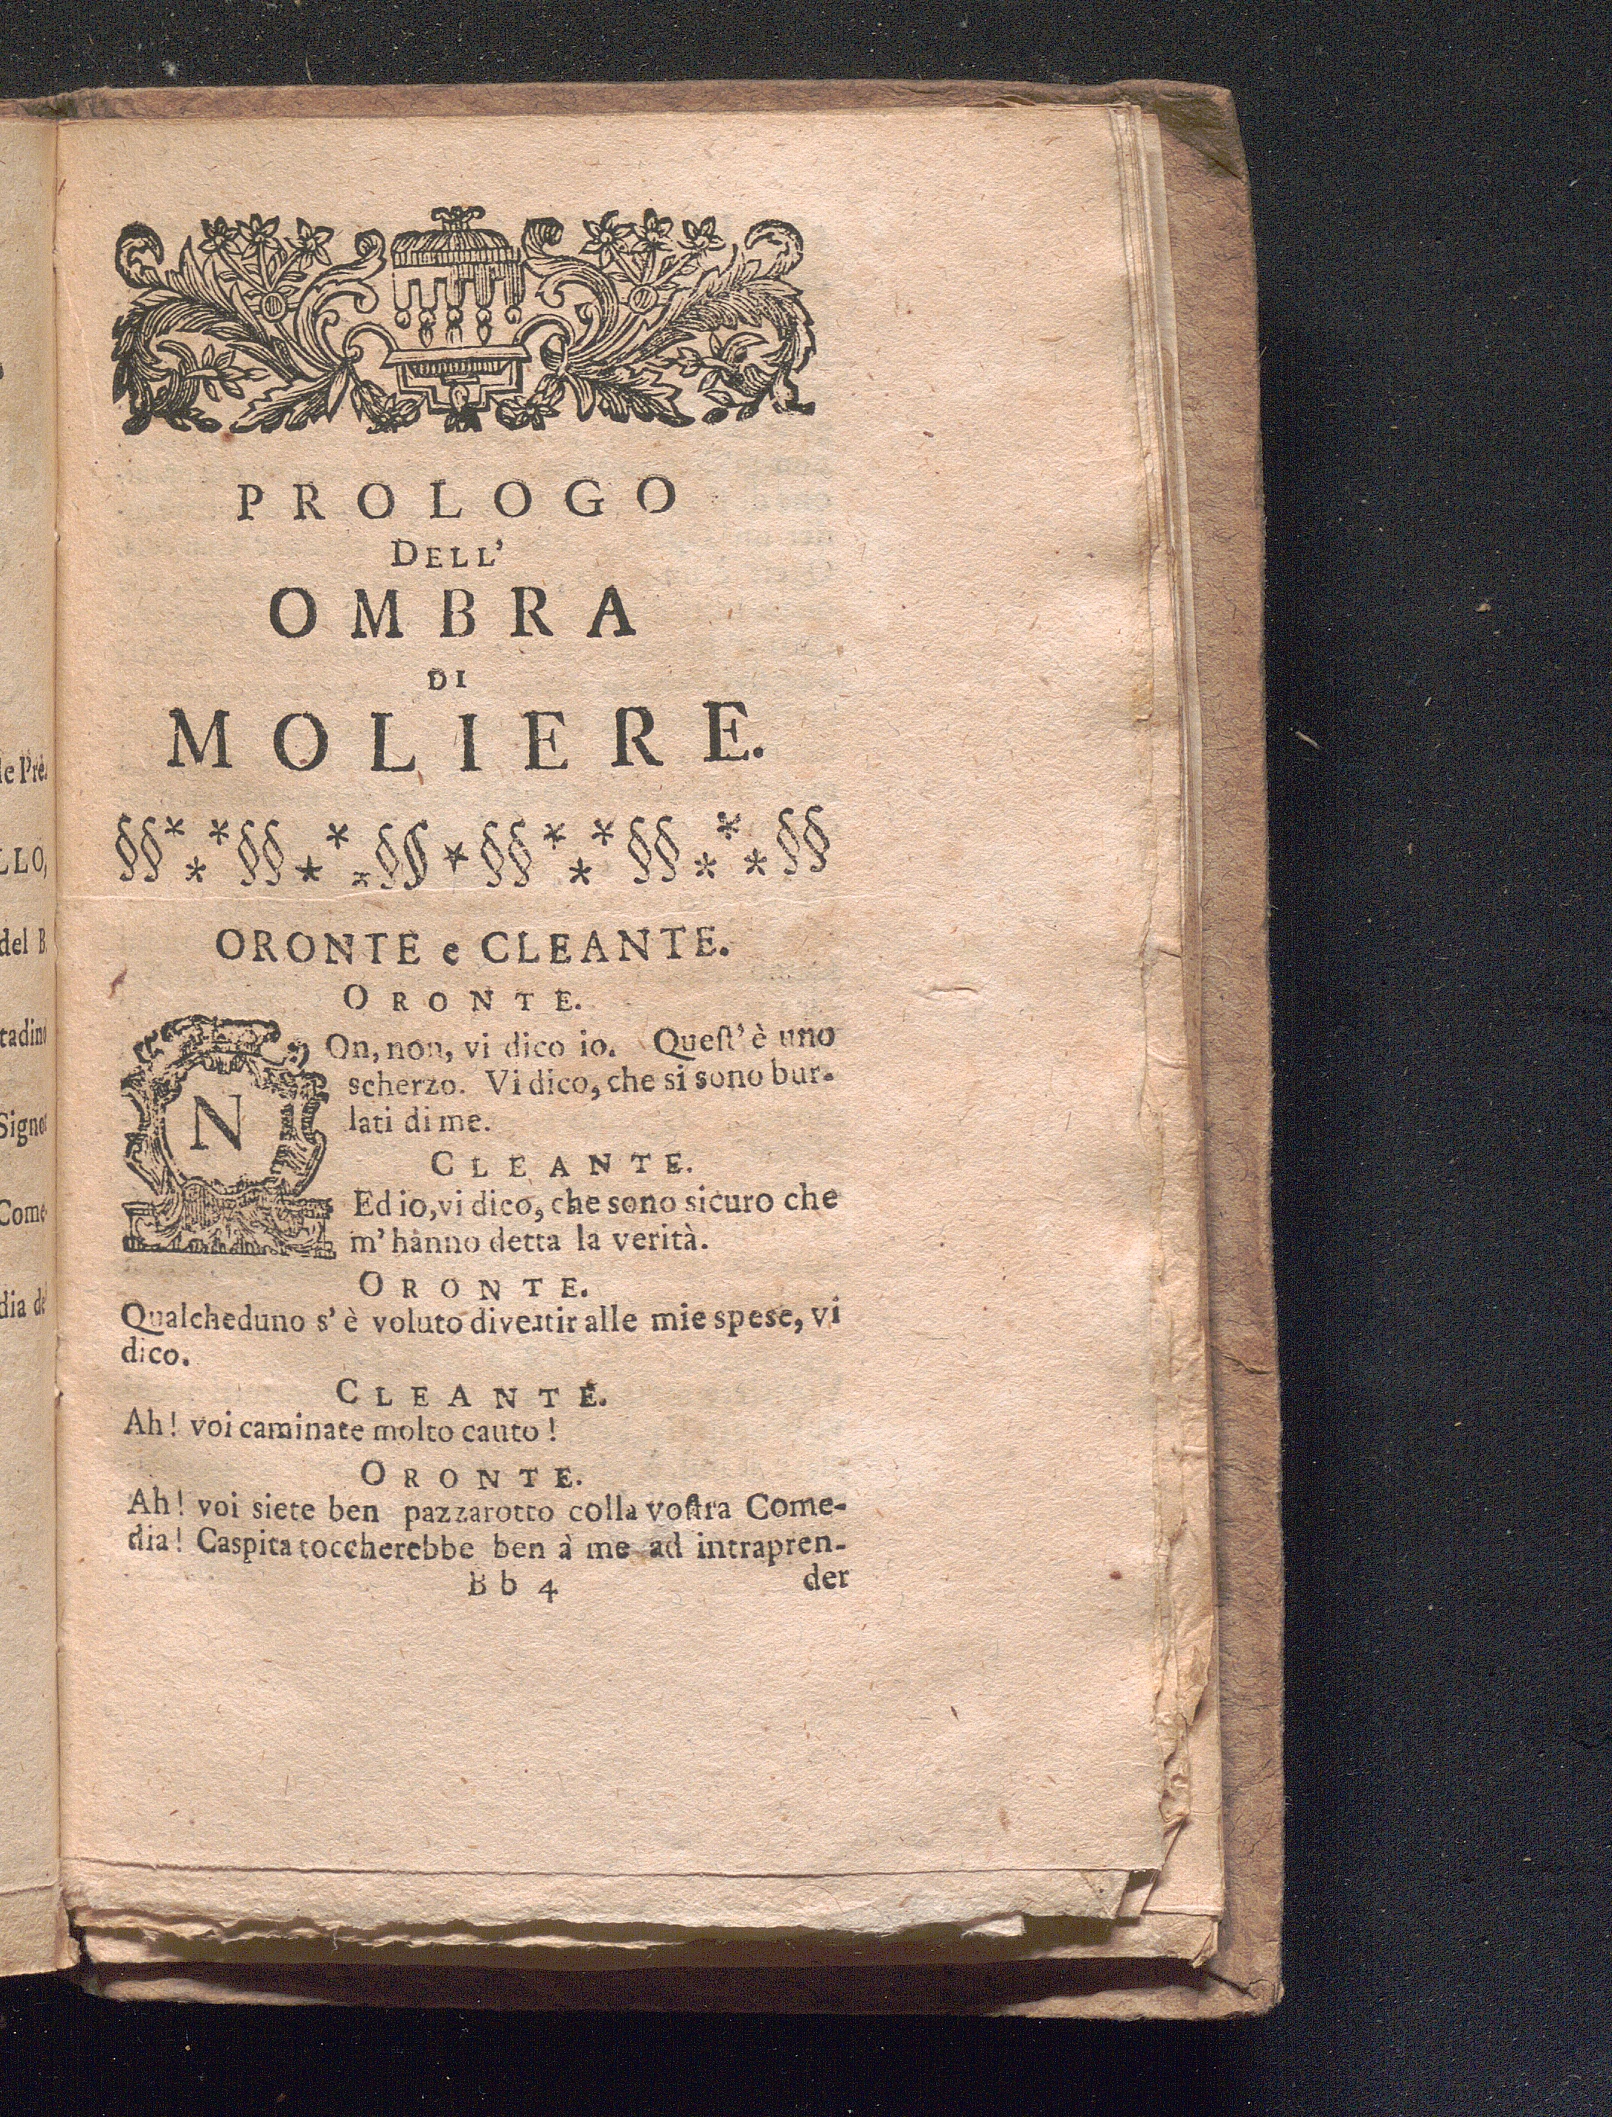 PROLOGO
DELL'
OMBRA
DI
MOLIERE.
§§*⁎*§§⁎*⁎§§*§§*⁎*§§⁎*⁎§§
ORONTE e CLEANTE.
ORONTE.
NOn, non, vi dico io. Queſt' è uno
scherzo. Vi dico, che si sono bur-
lati di me.
CLEANTE.
Ed io, vi dico, che sono sicuro che
m' hànno detta la verità.
ORONTE.
Qualcheduno s' è voluto divertir alle mie spese, vi
dico.
CLEANTE.
Ah! voi caminate molto cauto!
ORONTE.
Ah! voi siete ben pazzarotto colla voſtra Come-
dia! Caspita toccherebbe ben à me ad intrapren-
Bb 4 der